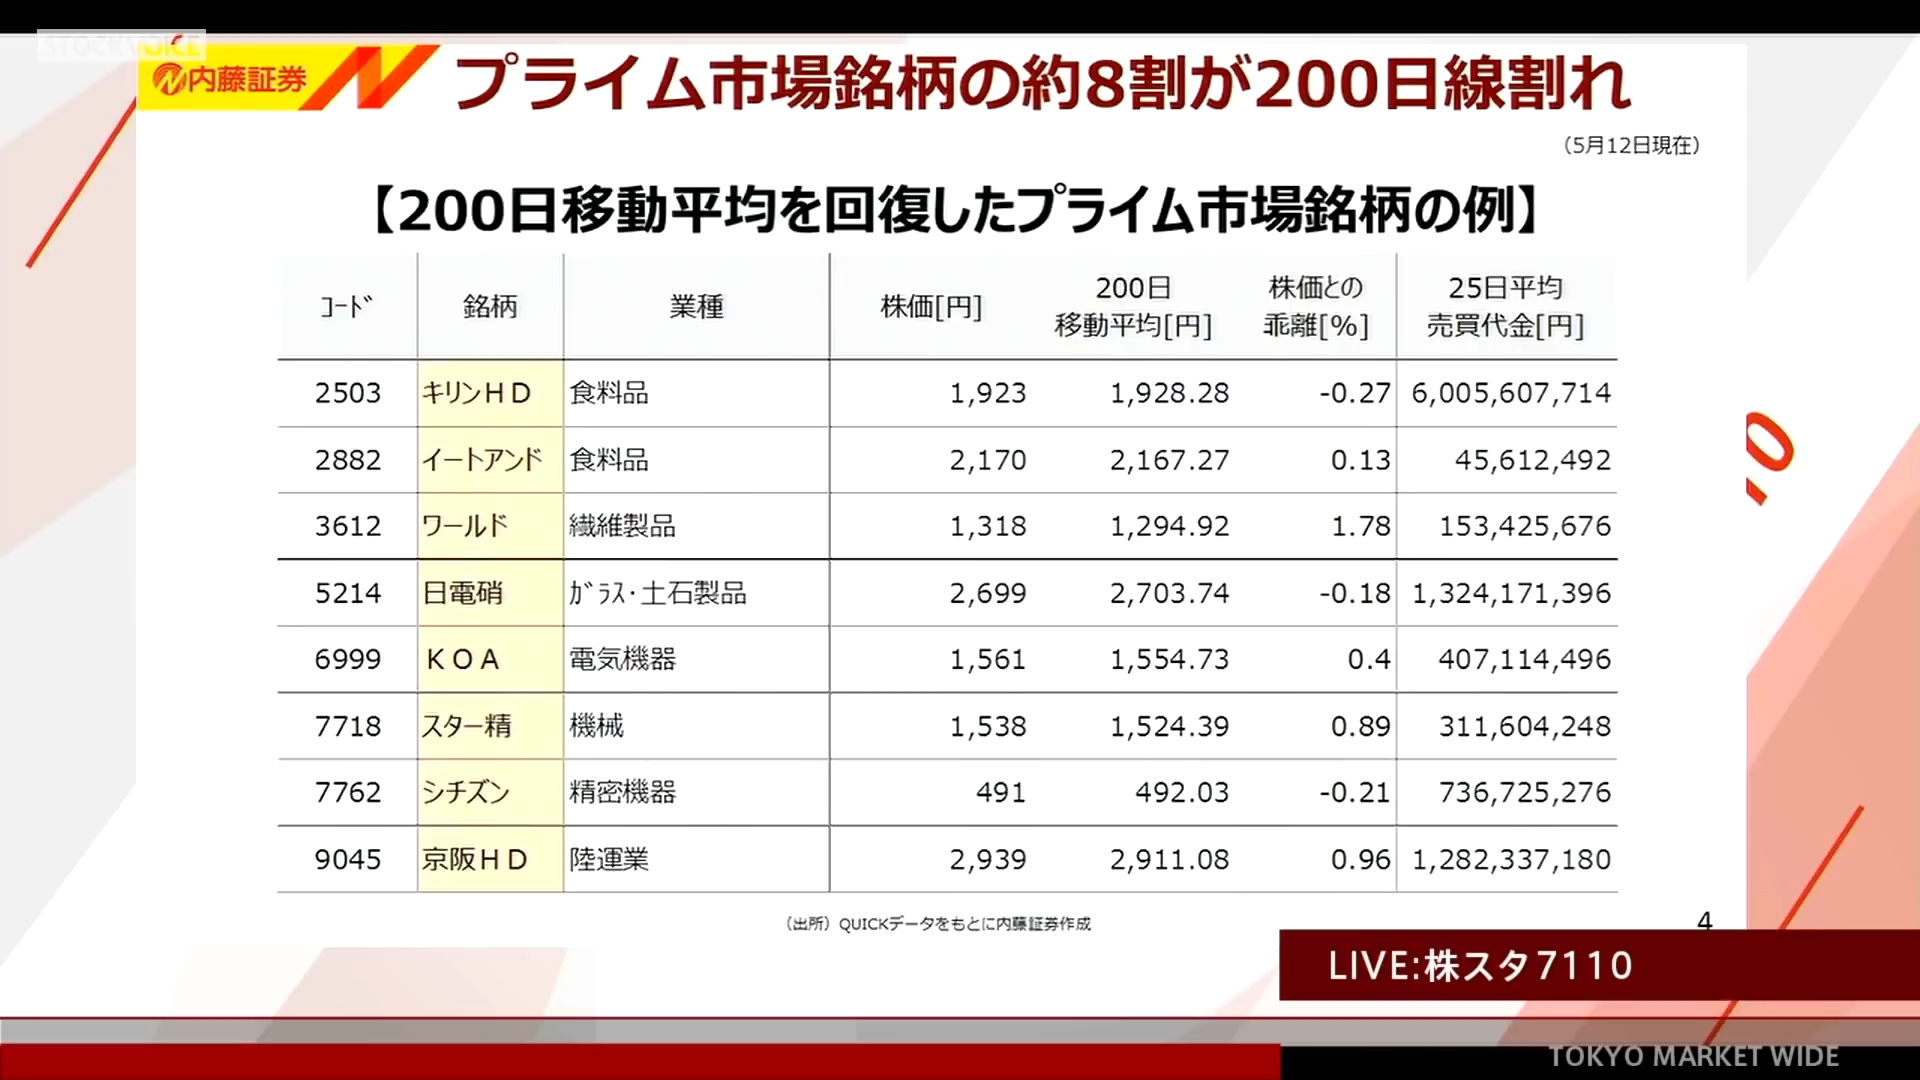 STOCKVOICE
内藤証券
プライム市場銘柄の約8割が200日線割れ
（5月12日現在）
【200日移動平均を回復したプライム市場銘柄の例】
ｺｰﾄﾞ 銘柄 業種 株価[円] 200日移動平均[円] 株価との乖離[%] 25日平均売買代金[円]
2503 キリンＨＤ 食料品 1,923 1,928.28 -0.27 6,005,607,714
2882 イートアンド 食料品 2,170 2,167.27 0.13 45,612,492
3612 ワールド 繊維製品 1,318 1,294.92 1.78 153,425,676
5214 日電硝 ｶﾞﾗｽ･土石製品 2,699 2,703.74 -0.18 1,324,171,396
6999 ＫＯＡ 電気機器 1,561 1,554.73 0.4 407,114,496
7718 スター精 機械 1,538 1,524.39 0.89 311,604,248
7762 シチズン 精密機器 491 492.03 -0.21 736,725,276
9045 京阪ＨＤ 陸運業 2,939 2,911.08 0.96 1,282,337,180
（出所）QUICKデータをもとに内藤証券作成
4
10
LIVE:株スタ7110
TOKYO MARKET WIDE